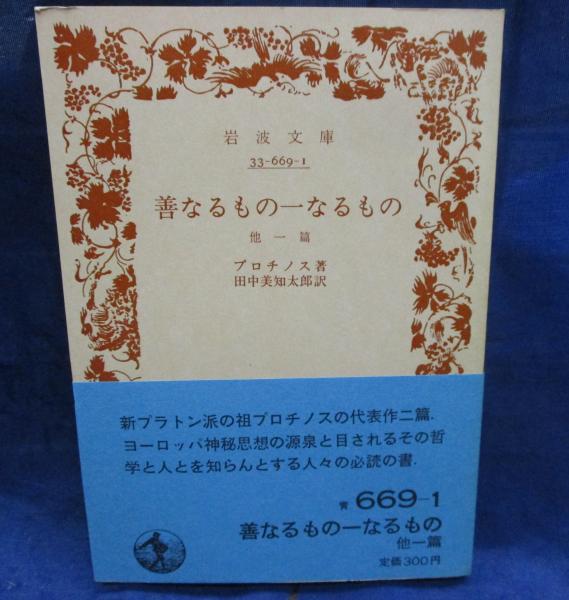 岩波文庫
33-669-1
善なるもの一なるもの
他一篇
プロチノス著
田中美知太郎訳
新プラトン派の祖プロチノスの代表作二篇.
ヨーロッパ神秘思想の源泉と目されるその哲
学と人とを知らんとする人々の必読の書.
青 669-1
善なるもの一なるもの
他一篇
定価300円